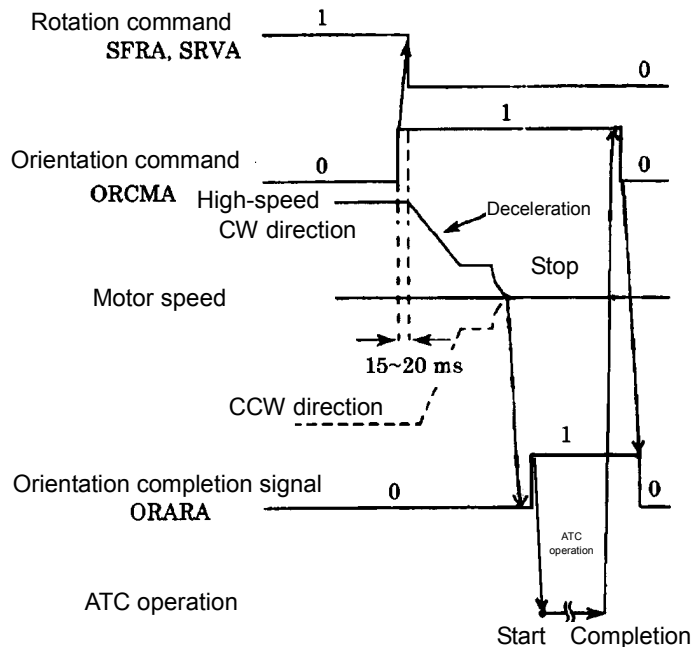 Rotation command
SFRA, SRVA
1
0
1
Orientation command
ORCMA
0
0
High-speed
CW direction
Deceleration
Stop
Motor speed
15~20 ms
CCW direction
1
Orientation completion signal
ORARA
0
0
ATC
operation
ATC operation
Start
Completion